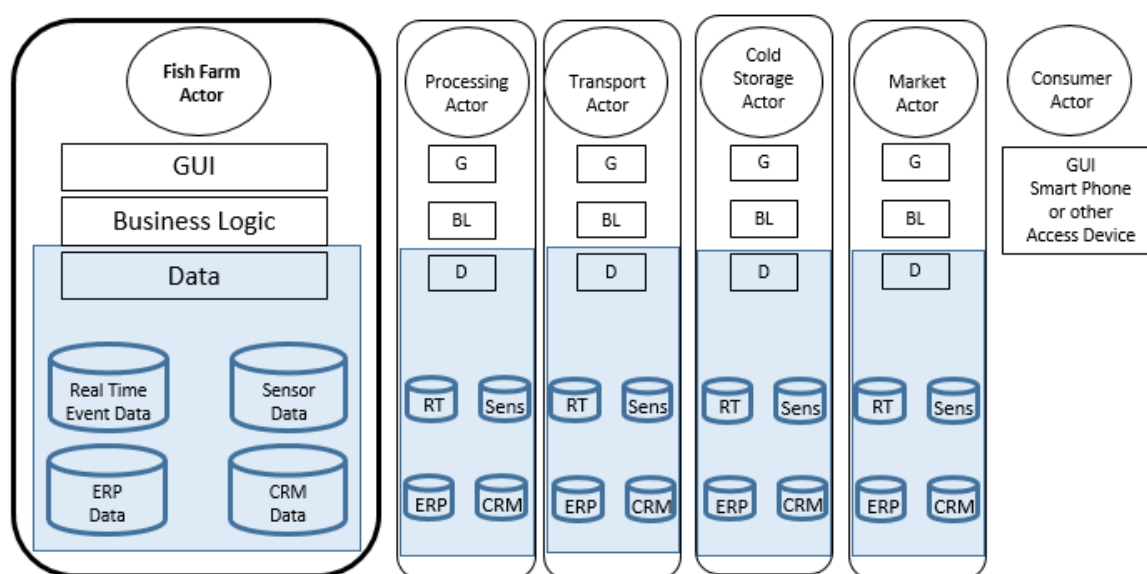 Fish Farm
Actor
GUI
Business Logic
Data
Real Time
Event Data
Sensor
Data
ERP
Data
CRM
Data
Processing
Actor
G
BL
D
RT
Sens
ERP
CRM
Transport
Actor
G
BL
D
RT
Sens
ERP
CRM
Cold
Storage
Actor
G
BL
D
RT
Sens
ERP
CRM
Market
Actor
G
BL
D
RT
Sens
ERP
CRM
Consumer
Actor
GUI
Smart Phone
or other
Access Device